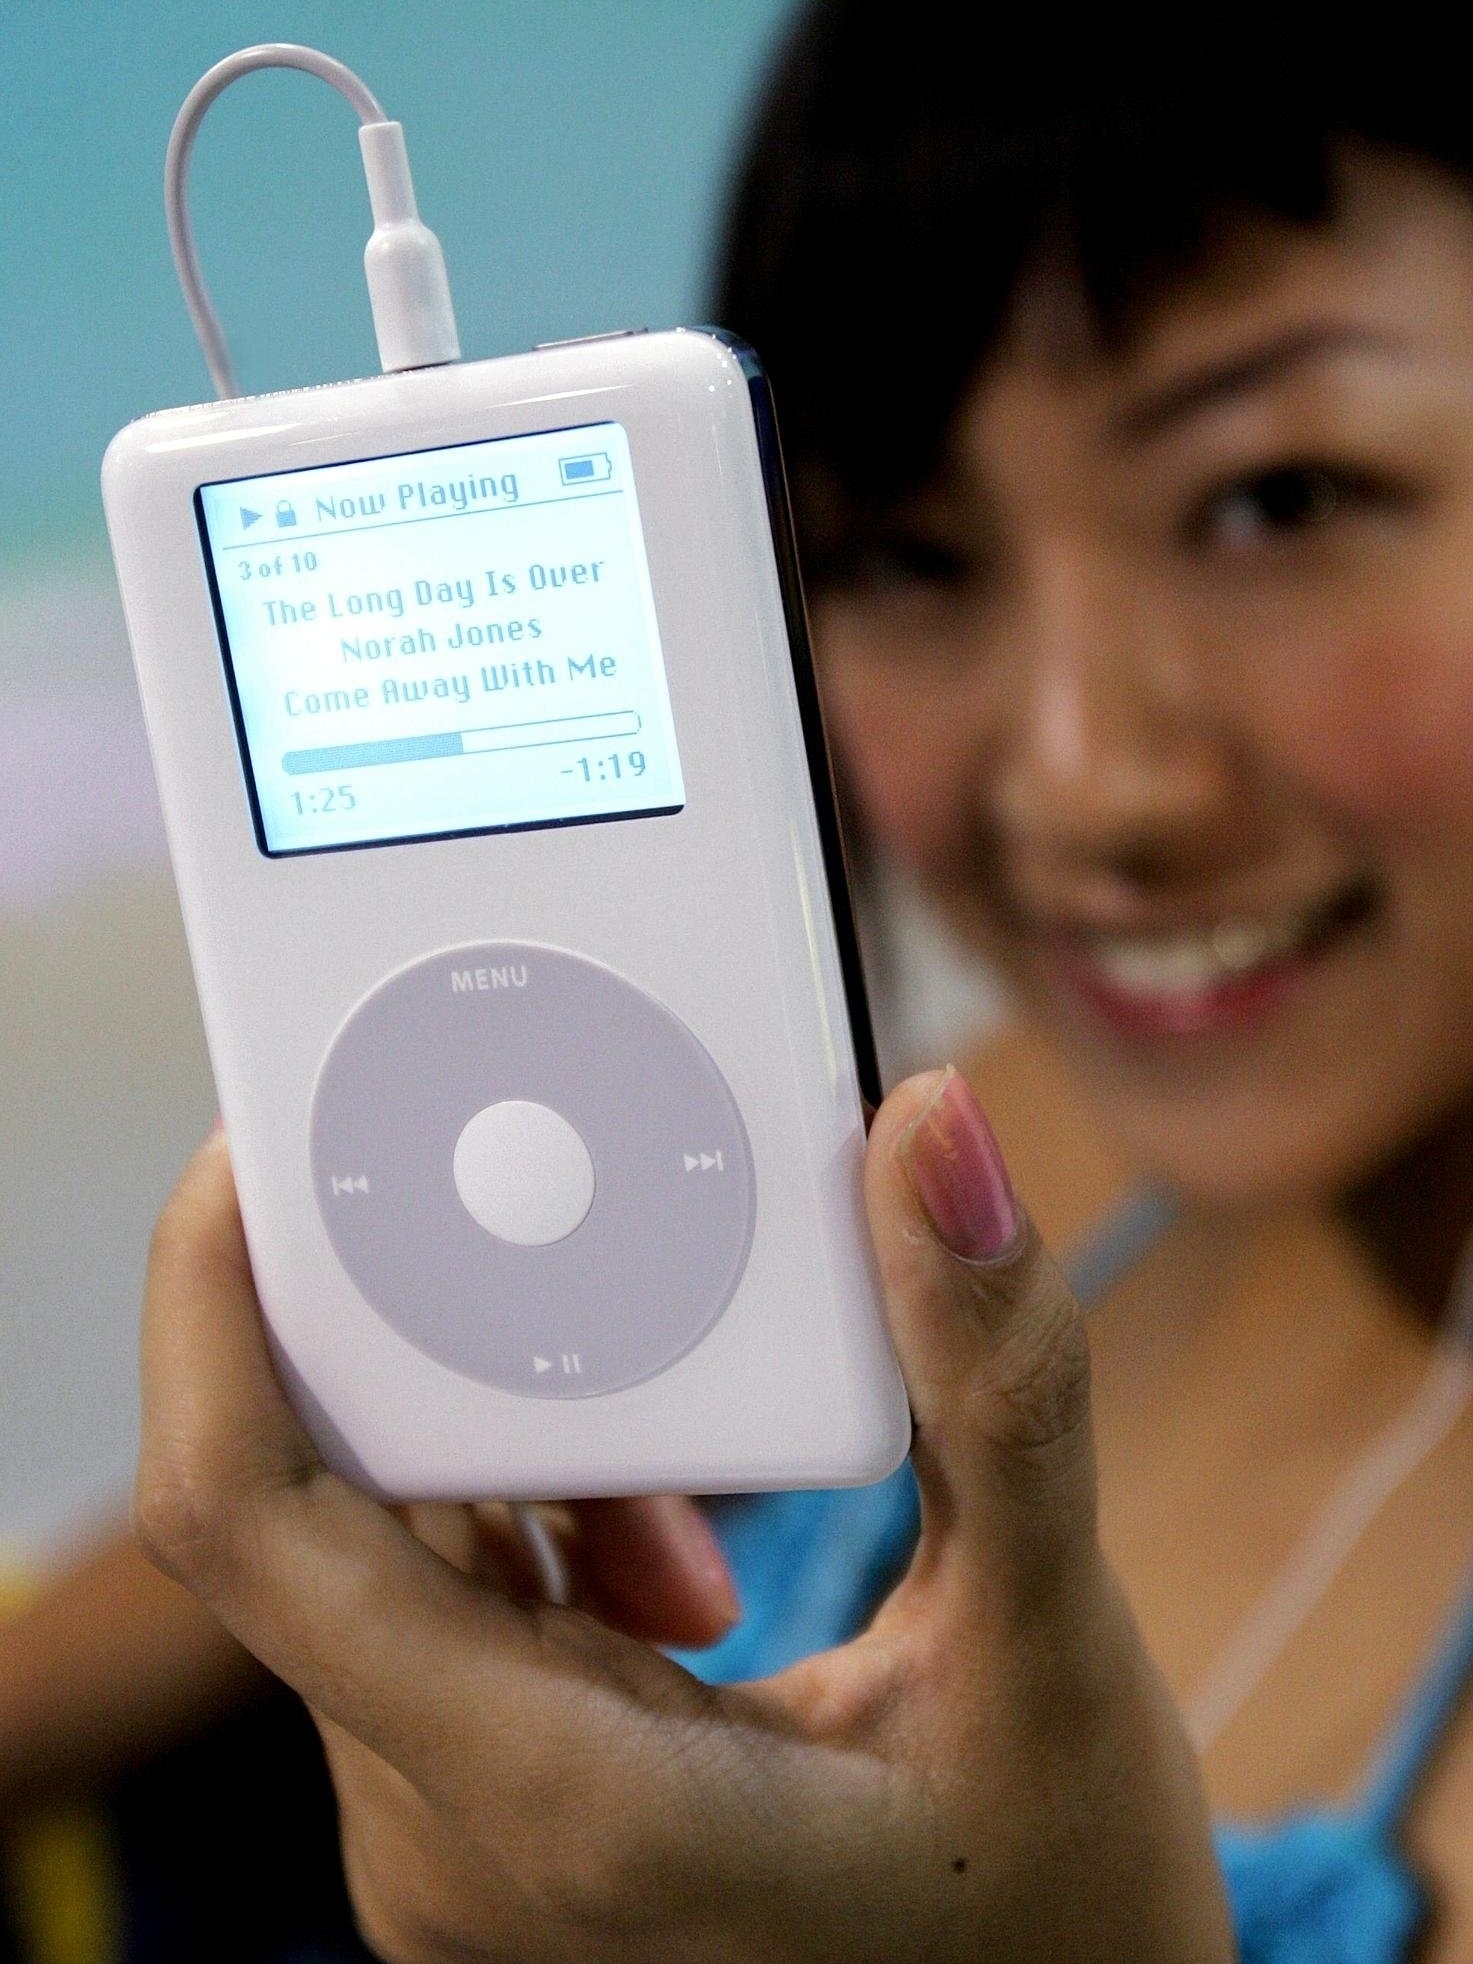 Now Playing
3 of 10
The Long Day Is Over
Norah Jones
Come Away With Me
1:25 -1:19
MENU